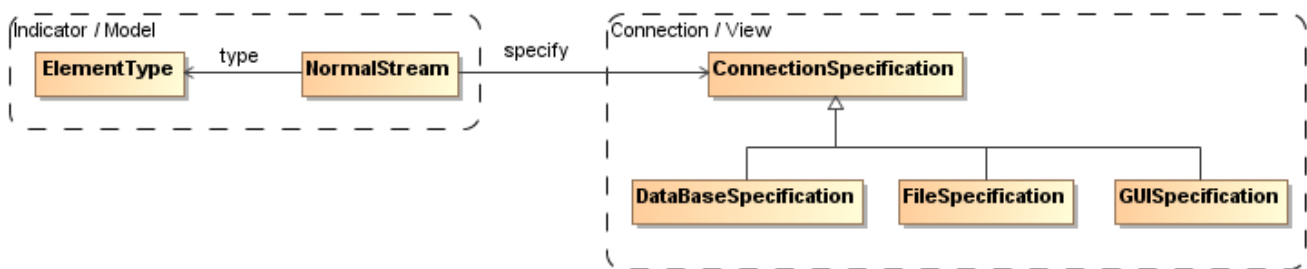 Indicator / Model
Connection / View
specify
ElementType
type
NormalStream
ConnectionSpecification
DataBaseSpecification
FileSpecification
GUISpecification